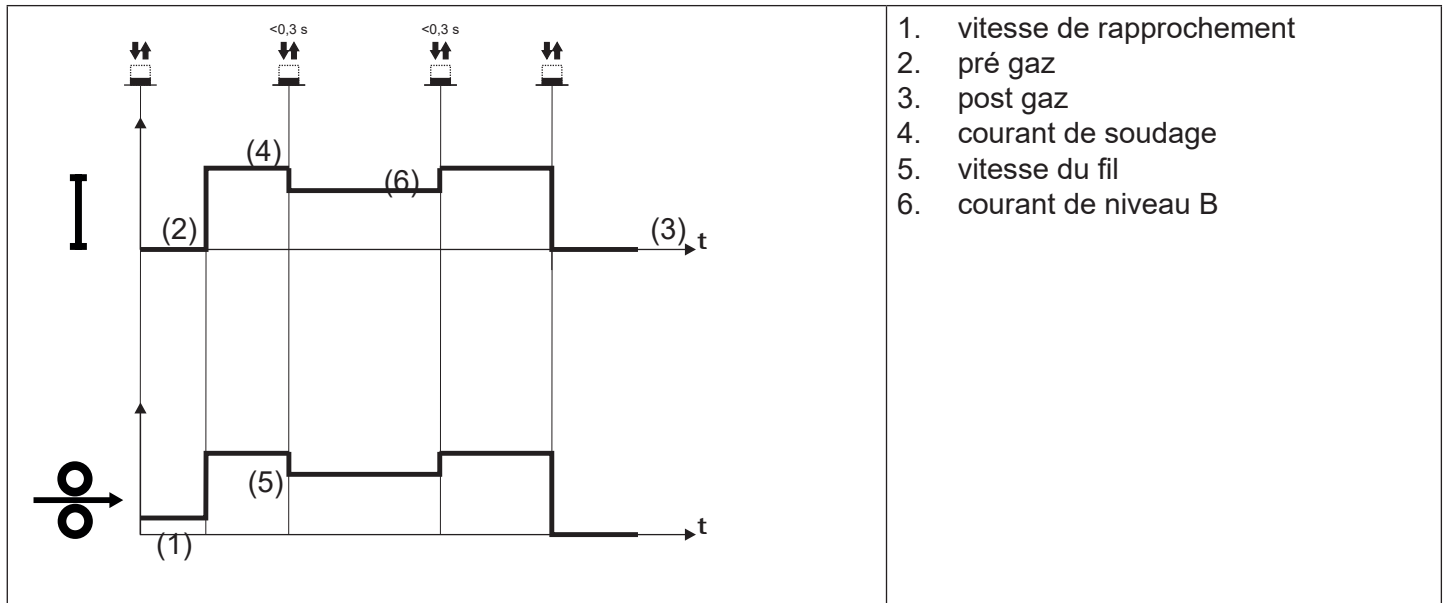 <0,3 s <0,3 s
(4)
(6)
(2) (3) t
I
(5)
t
(1)
1. vitesse de rapprochement
2. pré gaz
3. post gaz
4. courant de soudage
5. vitesse du fil
6. courant de niveau B